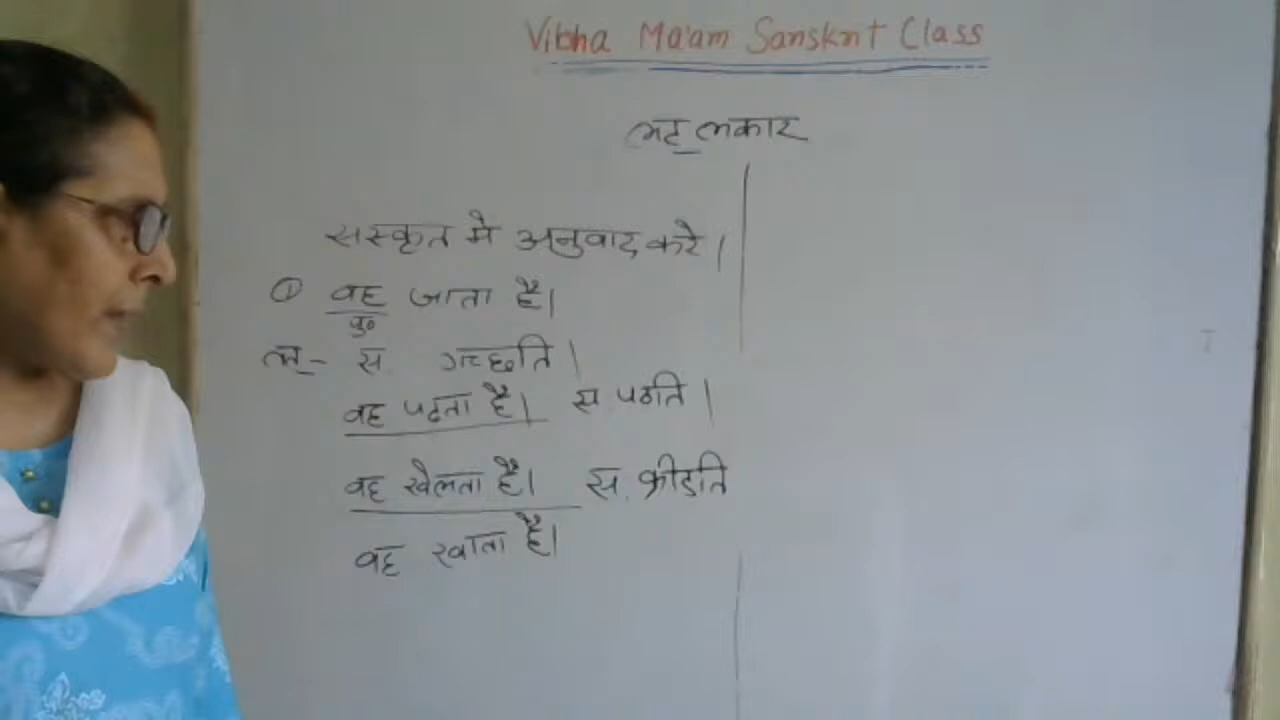 Vibha Ma'am Sanskrit Class
लट् लकार
संस्कृत मे अनुवाद करे।
① वह जाता है।
पु०
स. गच्छति।
वह पढ़ता है। स पठति।
वह खेलता है। स. क्रीडति
वह खाता है।